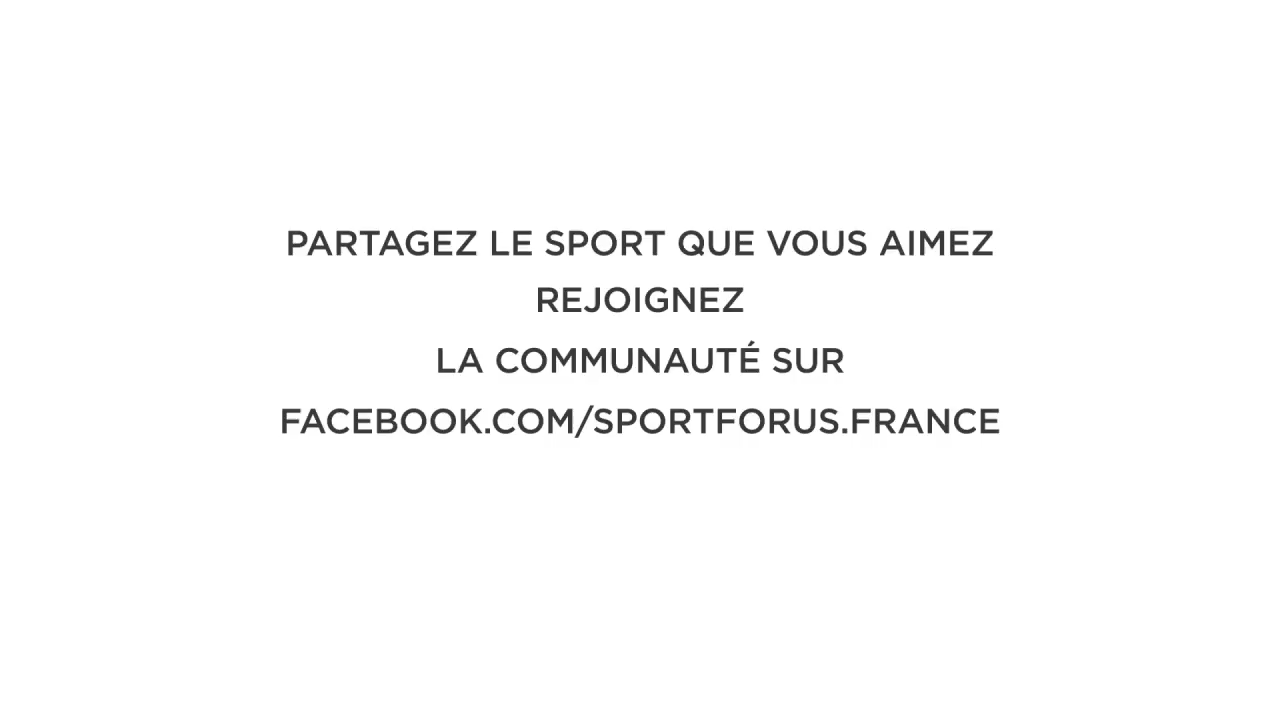 PARTAGEZ LE SPORT QUE VOUS AIMEZ
REJOIGNEZ
LA COMMUNAUTÉ SUR
FACEBOOK.COM/SPORTFORUS.FRANCE